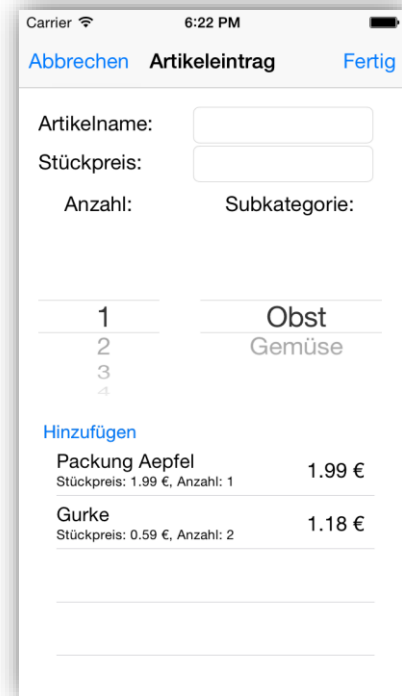 Carrier 6:22 PM
Abbrechen Artikeleintrag Fertig
Artikelname:
Stückpreis:
Anzahl: Subkategorie:
1 Obst
2 Gemüse
3
4
Hinzufügen
Packung Aepfel 1.99 €
Stückpreis: 1.99 €, Anzahl: 1
Gurke 1.18 €
Stückpreis: 0.59 €, Anzahl: 2